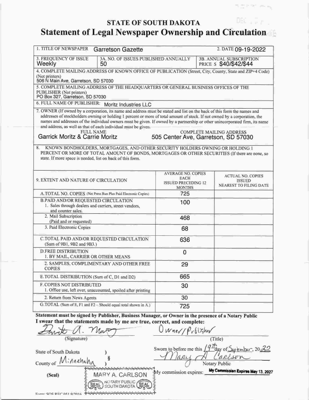 STATE OF SOUTH DAKOTA
Statement of Legal Newspaper Ownership and Circulation
1. TITLE OF NEWSPAPER Garretson Gazette 2. DATE 09-19-2022
3. FREQUENCY OF ISSUE Weekly 3A. NO. OF ISSUES PUBLISHED ANNUALLY 50 3B. ANNUAL SUBSCRIPTION PRICE $ $40/$42/$44
4. COMPLETE MAILING ADDRESS OF KNOWN OFFICE OF PUBLICATION (Street, City, County, State and ZIP+4 Code)
(Not printers)
508 N Main Ave, Garretson, SD 57030
5. COMPLETE MAILING ADDRESS OF THE HEADQUARTERS OR GENERAL BUSINESS OFFICES OF THE
PUBLISHER (Not printers)
PO Box 327, Garretson, SD 57030
6. FULL NAME OF PUBLISHER Moritz Industries LLC
7. OWNER (If owned by a corporation, its name and address must be stated and list on the back of this form the names and
addresses of stockholders owning or holding 1 percent or more of total amount of stock. If not owned by a corporation, the
names and addresses of the individual owners must be given. If owned by a partnership or other unincorporated form, its name
and address, as well as that of each individual must be given.
FULL NAME COMPLETE MAILING ADDRESS
Garrick Moritz & Carrie Moritz 505 Center Ave, Garretson, SD 57030
8. KNOWN BONDHOLDERS, MORTGAGES, AND OTHER SECURITY HOLDERS OWNING OR HOLDING 1
PERCENT OR MORE OF TOTAL AMOUNT OF BONDS, MORTGAGES OR OTHER SECURITIES (If there are none, so
state. If more space is needed, list on back of this form).
9. EXTENT AND NATURE OF CIRCULATION
AVERAGE NO. COPIES EACH ISSUED PRECEDING 12 MONTHS
ACTUAL NO. COPIES ISSUED NEAREST TO FILING DATE
A. TOTAL NO. COPIES (Net Press Run Plus Paid Electronic Copies) 725
B. PAID AND/OR REQUESTED CIRCULATION 100
1. Sales through dealers and carriers, street vendors,
and counter sales.
2. Mail Subscription 468
(Paid and or requested)
3. Paid Electronic Copies 68
C. TOTAL PAID AND/OR REQUESTED CIRCULATION 636
(Sum of 9B1, 9B2 and 9B3.)
D. FREE DISTRIBUTION 0
1. BY MAIL, CARRIER OR OTHER MEANS
2. SAMPLES, COMPLIMENTARY AND OTHER FREE 29
COPIES
E. TOTAL DISTRIBUTION (Sum of C, D1 and D2) 665
F. COPIES NOT DISTRIBUTED 30
1. Office use, left over, unaccounted, spoiled after printing
2. Return from News Agents 30
G. TOTAL (Sum of E, F1 and F2 - Should equal total shown in A.) 725
Statement must be signed by Publisher, Business Manager, or Owner in the presence of a Notary Public
I swear that the statements made by me are true, correct, and complete:
Owner/Publisher
(Signature) (Title)
State of South Dakota )
Sworn to before me this 19th day of September, 2022
County of Minnehaha )
Mary A Carlson
Notary Public
(Seal)
MARY A. CARLSON
NOTARY PUBLIC
SOUTH DAKOTA
My commission expires: My Commission Expires May 13, 2027